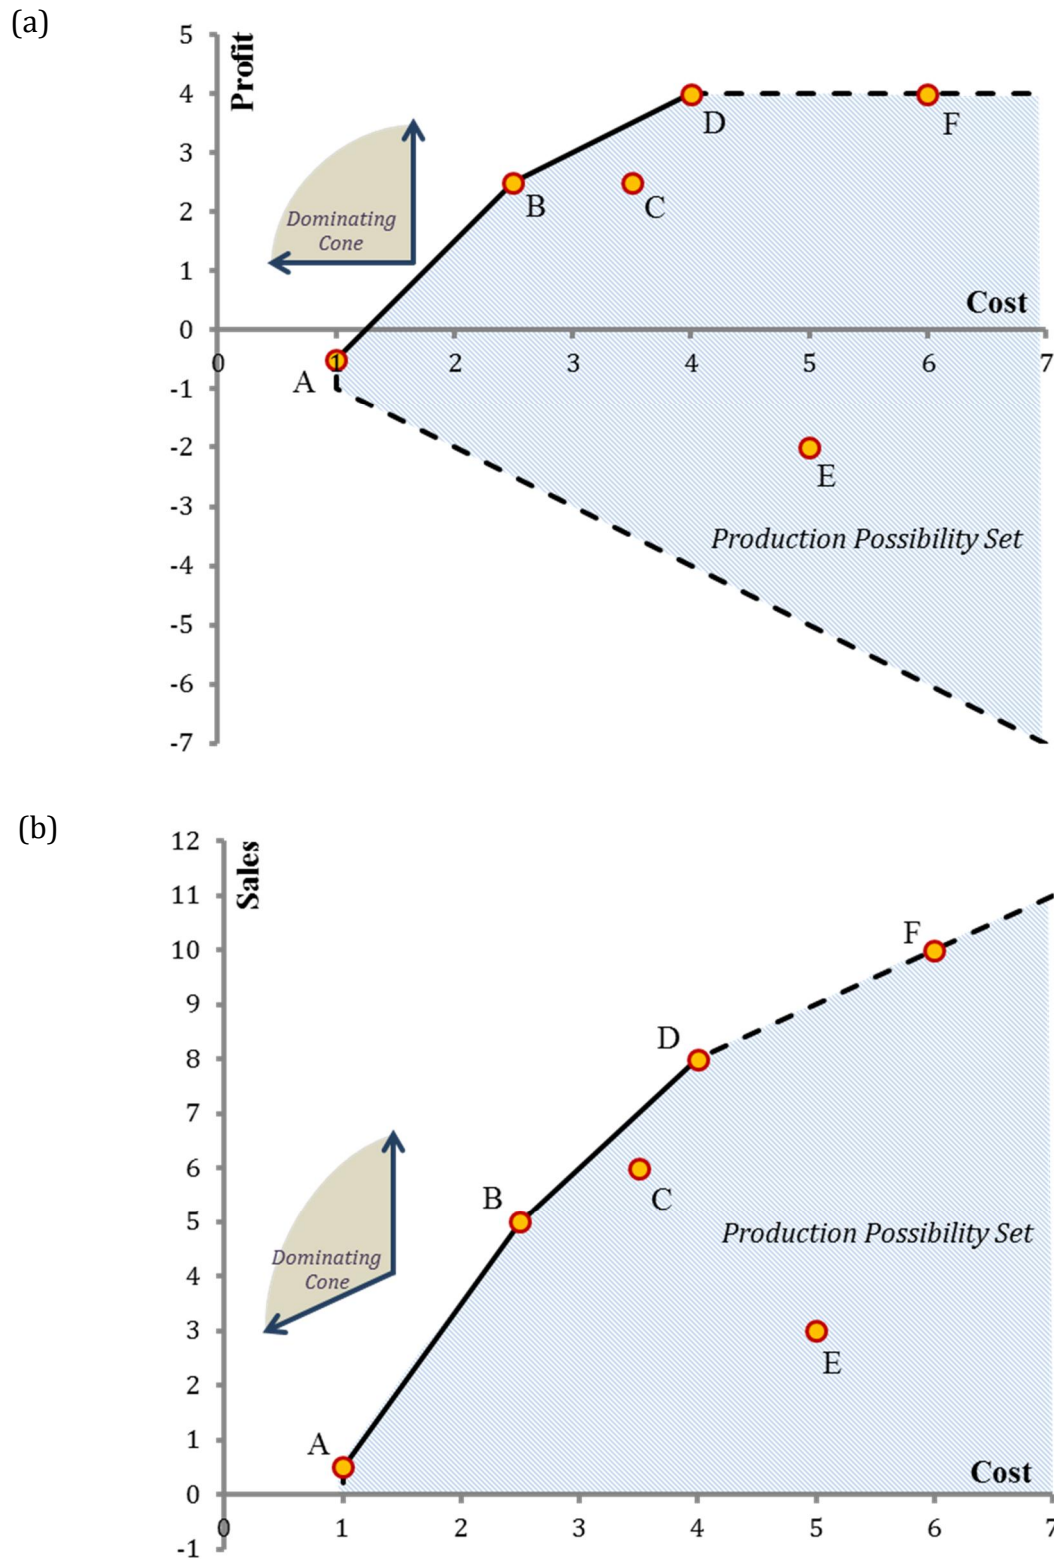 (a)
Profit
5
4
3
2
1
0
-1
-2
-3
-4
-5
-6
-7
D
F
B
C
Dominating
Cone
Cost
0 1 2 3 4 5 6 7
A
E
Production Possibility Set
(b)
Sales
12
11
10
9
8
7
6
5
4
3
2
1
0
-1
F
D
C
B
Production Possibility Set
Dominating
Cone
E
A
Cost
0 1 2 3 4 5 6 7